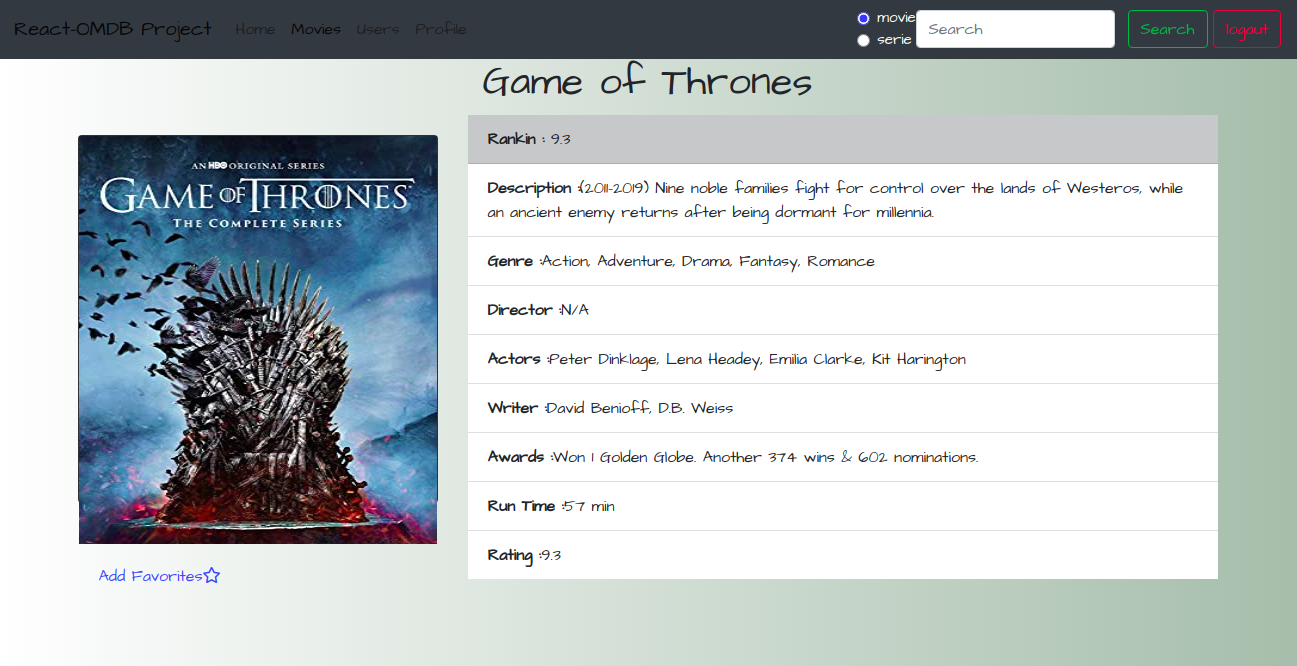 React-OMDB Project Home Movies Users Profile
movie
serie
Search
Search
logout
Game of Thrones
AN HBO ORIGINAL SERIES
GAME OF THRONES
THE COMPLETE SERIES
Add Favorites
Rankin : 9.3
Description :(2011-2019) Nine noble families fight for control over the lands of Westeros, while
an ancient enemy returns after being dormant for millennia.
Genre :Action, Adventure, Drama, Fantasy, Romance
Director :N/A
Actors :Peter Dinklage, Lena Headey, Emilia Clarke, Kit Harington
Writer :David Benioff, D.B. Weiss
Awards :Won 1 Golden Globe. Another 374 wins & 602 nominations.
Run Time :57 min
Rating :9.3